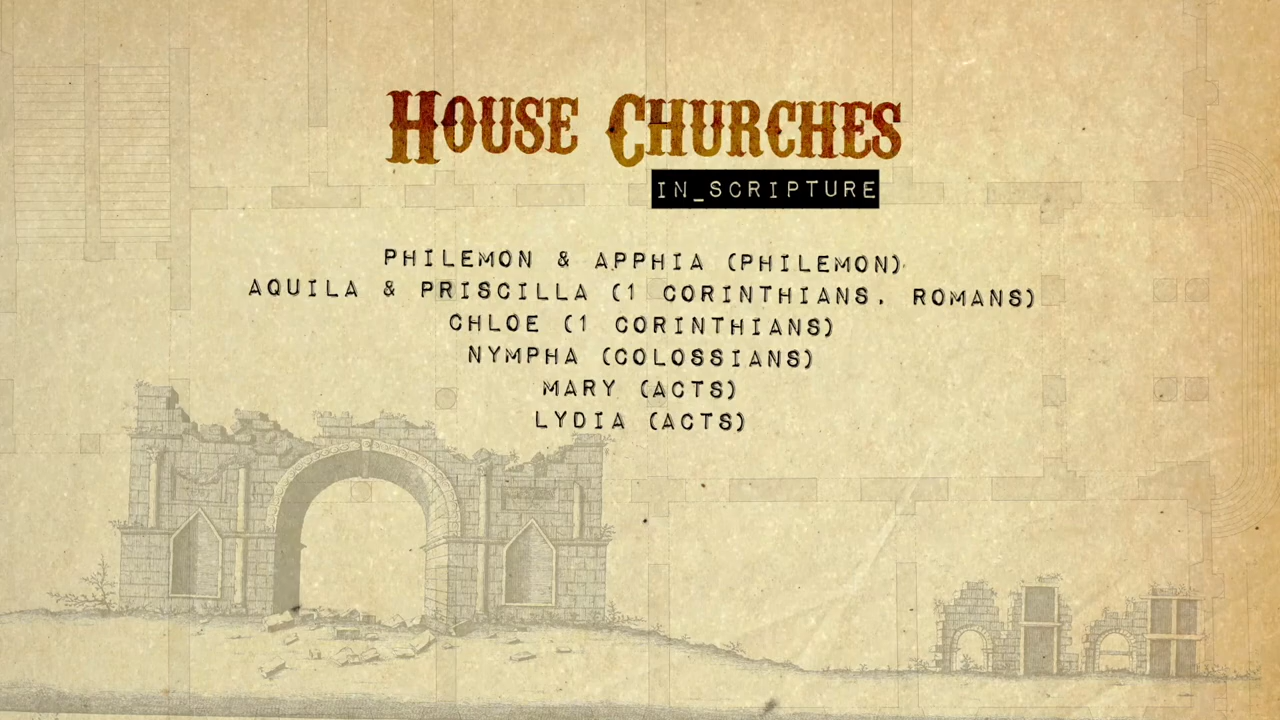 HOUSE CHURCHES
IN_SCRIPTURE
PHILEMON & APPHIA (PHILEMON)
AQUILA & PRISCILLA (1 CORINTHIANS, ROMANS)
CHLOE (1 CORINTHIANS)
NYMPHA (COLOSSIANS)
MARY (ACTS)
LYDIA (ACTS)